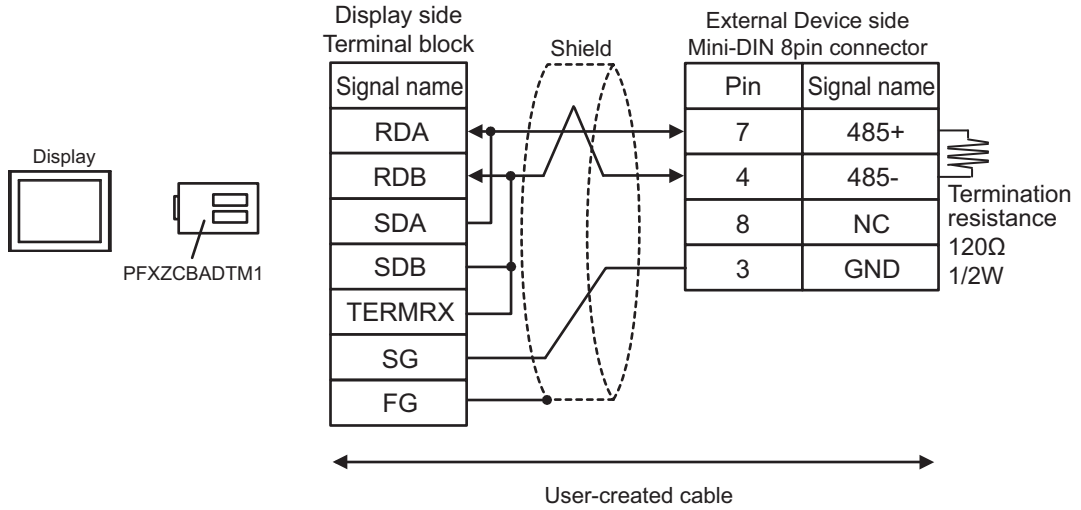 Display side
Terminal block
Shield
External Device side
Mini-DIN 8pin connector
Signal name
Pin Signal name
RDA
7 485+
RDB
4 485-
SDA
8 NC
SDB
3 GND
TERMRX
SG
FG
Display
PFXZCBADTM1
Termination
resistance
120Ω
1/2W
User-created cable